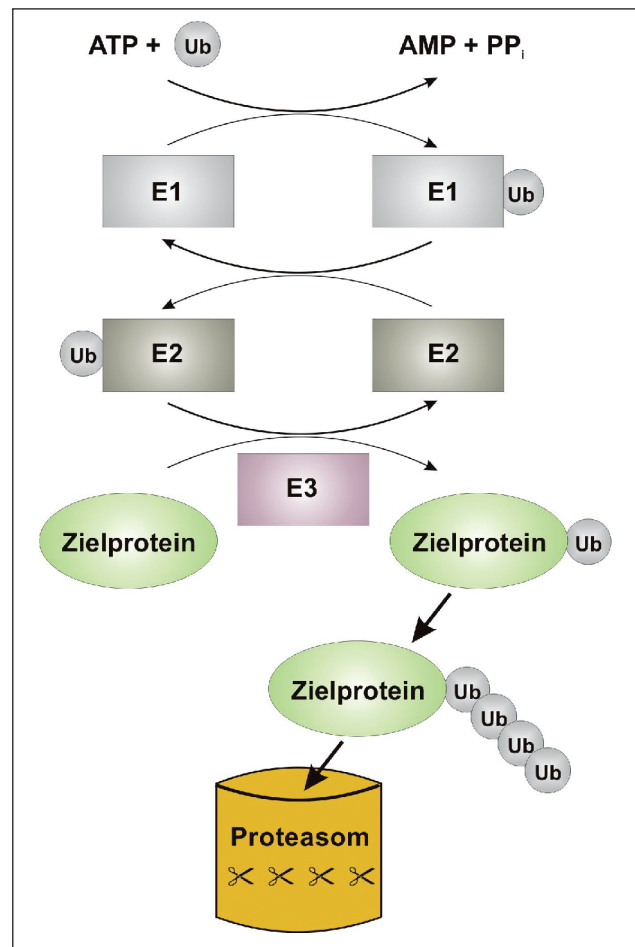 ATP + Ub
AMP + PPi
E1
E1
Ub
Ub
E2
E2
E3
Zielprotein
Zielprotein
Ub
Zielprotein
Ub
Ub
Ub
Ub
Proteasom